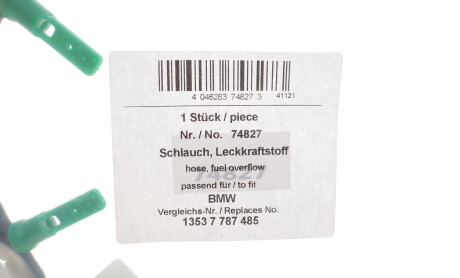 4 046283 74827 3 41121
1 Stück / piece
Nr. / No. 74827
Schlauch, Leckkraftstoff
hose, fuel overflow
74827
passend für / to fit
BMW
Vergleichs-Nr. / Replaces No.
1353 7 787 485